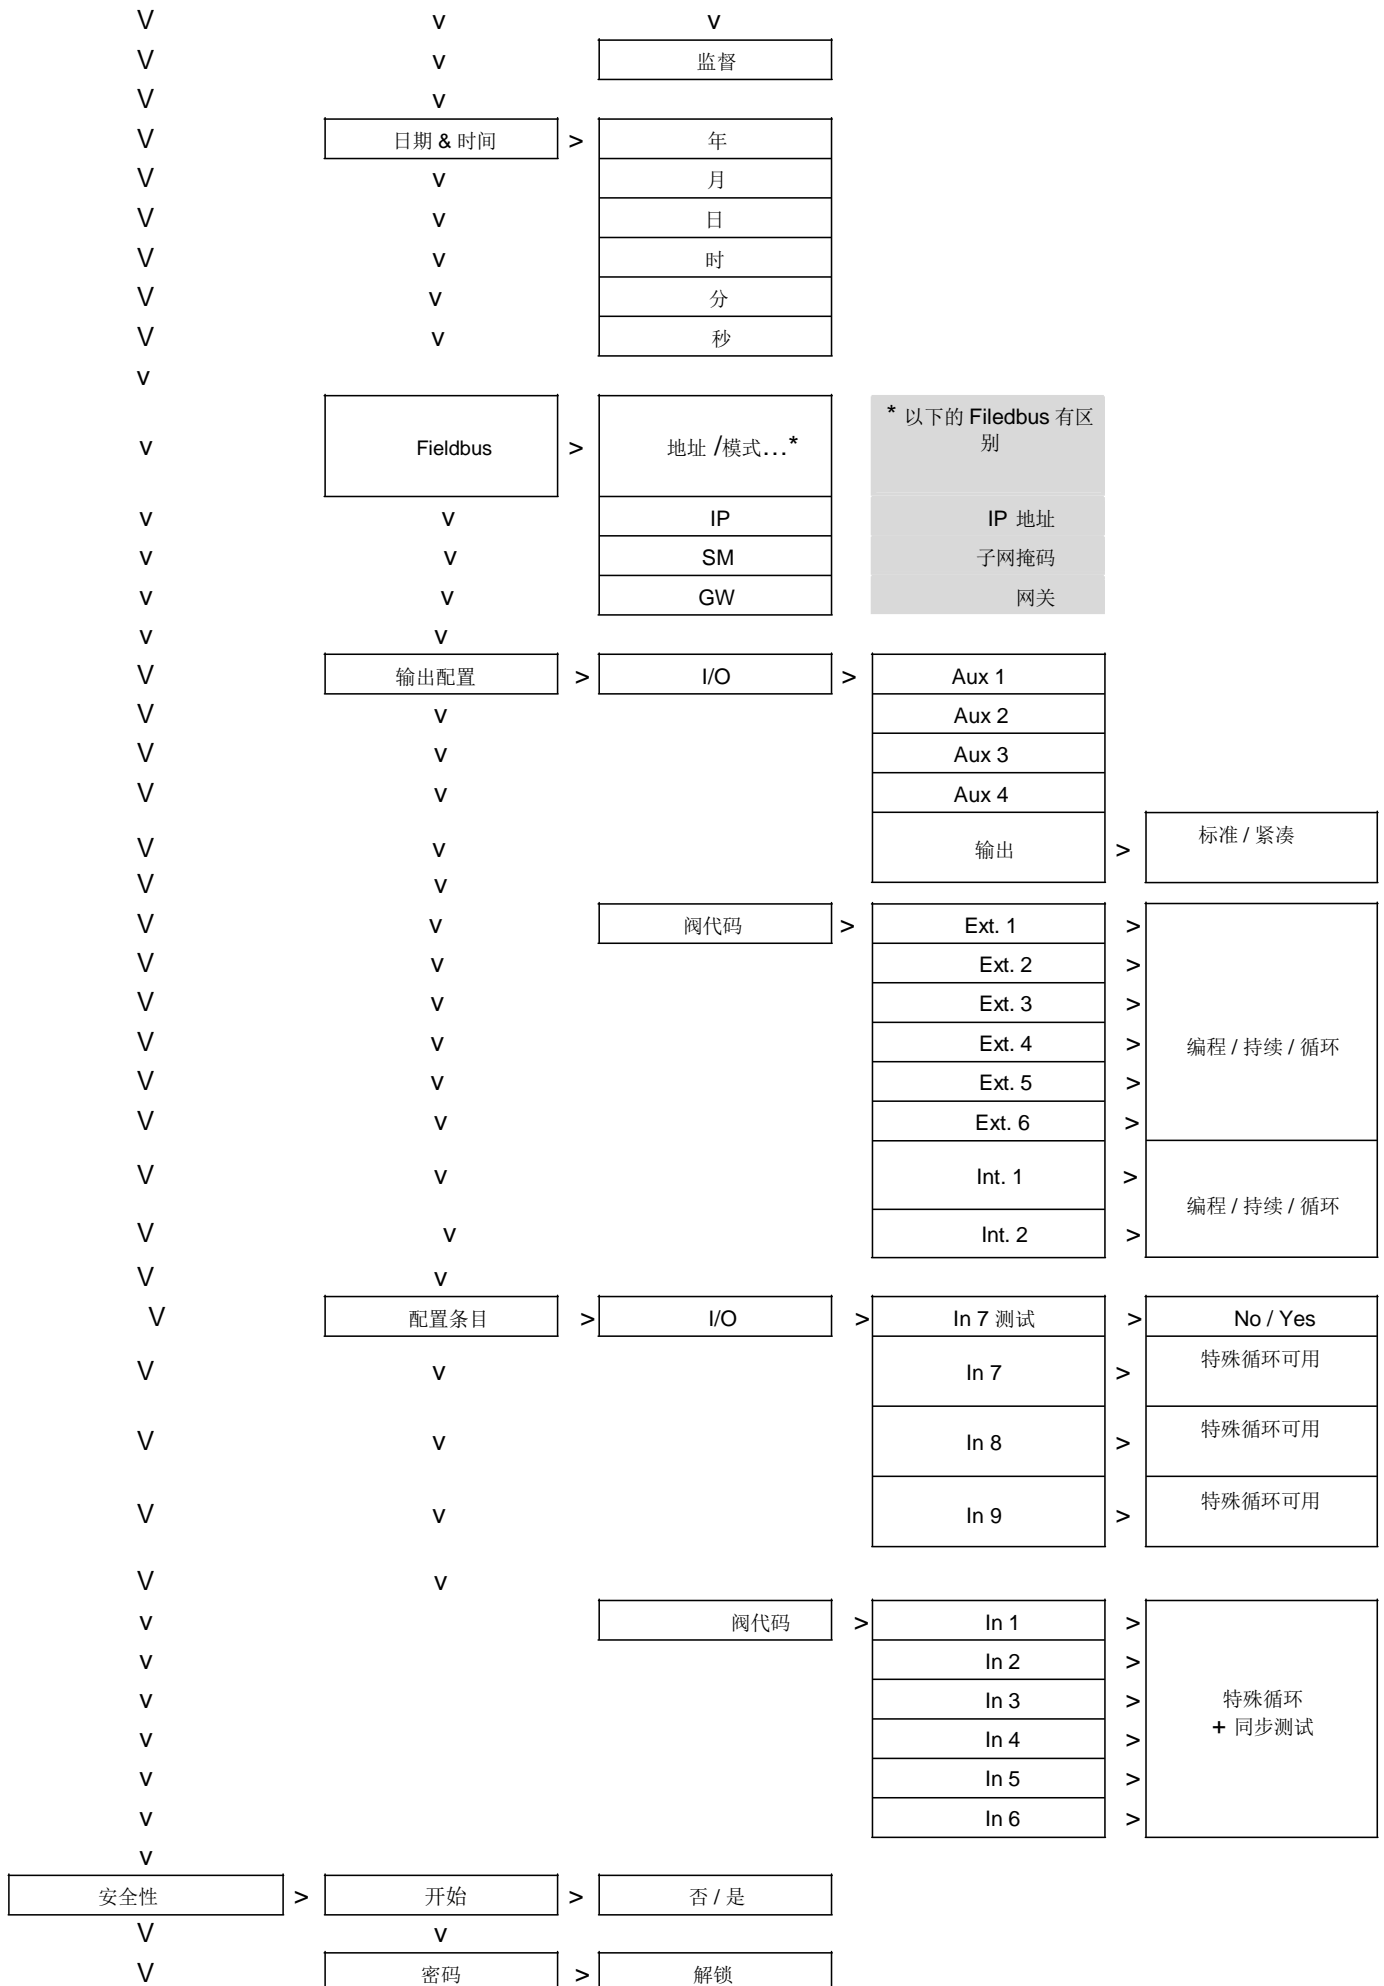 V v v
V v 监督
V v
V 日期 & 时间 > 年
V v 月
V v 日
V v 时
V v 分
V v 秒
v
v Fieldbus > 地址 /模式...* * 以下的 Filedbus 有区
别
v v IP IP 地址
v v SM 子网掩码
v v GW 网关
v v
V 输出配置 > I/O > Aux 1
V v Aux 2
V v Aux 3
V v Aux 4
V v 输出 > 标准 / 紧凑
V v
V v 阀代码 > Ext. 1 >
V v Ext. 2 >
V v Ext. 3 >
V v Ext. 4 > 编程 / 持续 / 循环
V v Ext. 5 >
V v Ext. 6 >
V v Int. 1 >
编程 / 持续 / 循环
V v Int. 2 >
V v
V 配置条目 > I/O > In 7 测试 > No / Yes
V v In 7 > 特殊循环可用
V v In 8 > 特殊循环可用
V v In 9 > 特殊循环可用
V v
v 阀代码 > In 1 >
v In 2 >
v In 3 > 特殊循环
v In 4 > + 同步测试
v In 5 >
v In 6 >
v
安全性 > 开始 > 否 / 是
V v
V 密码 > 解锁